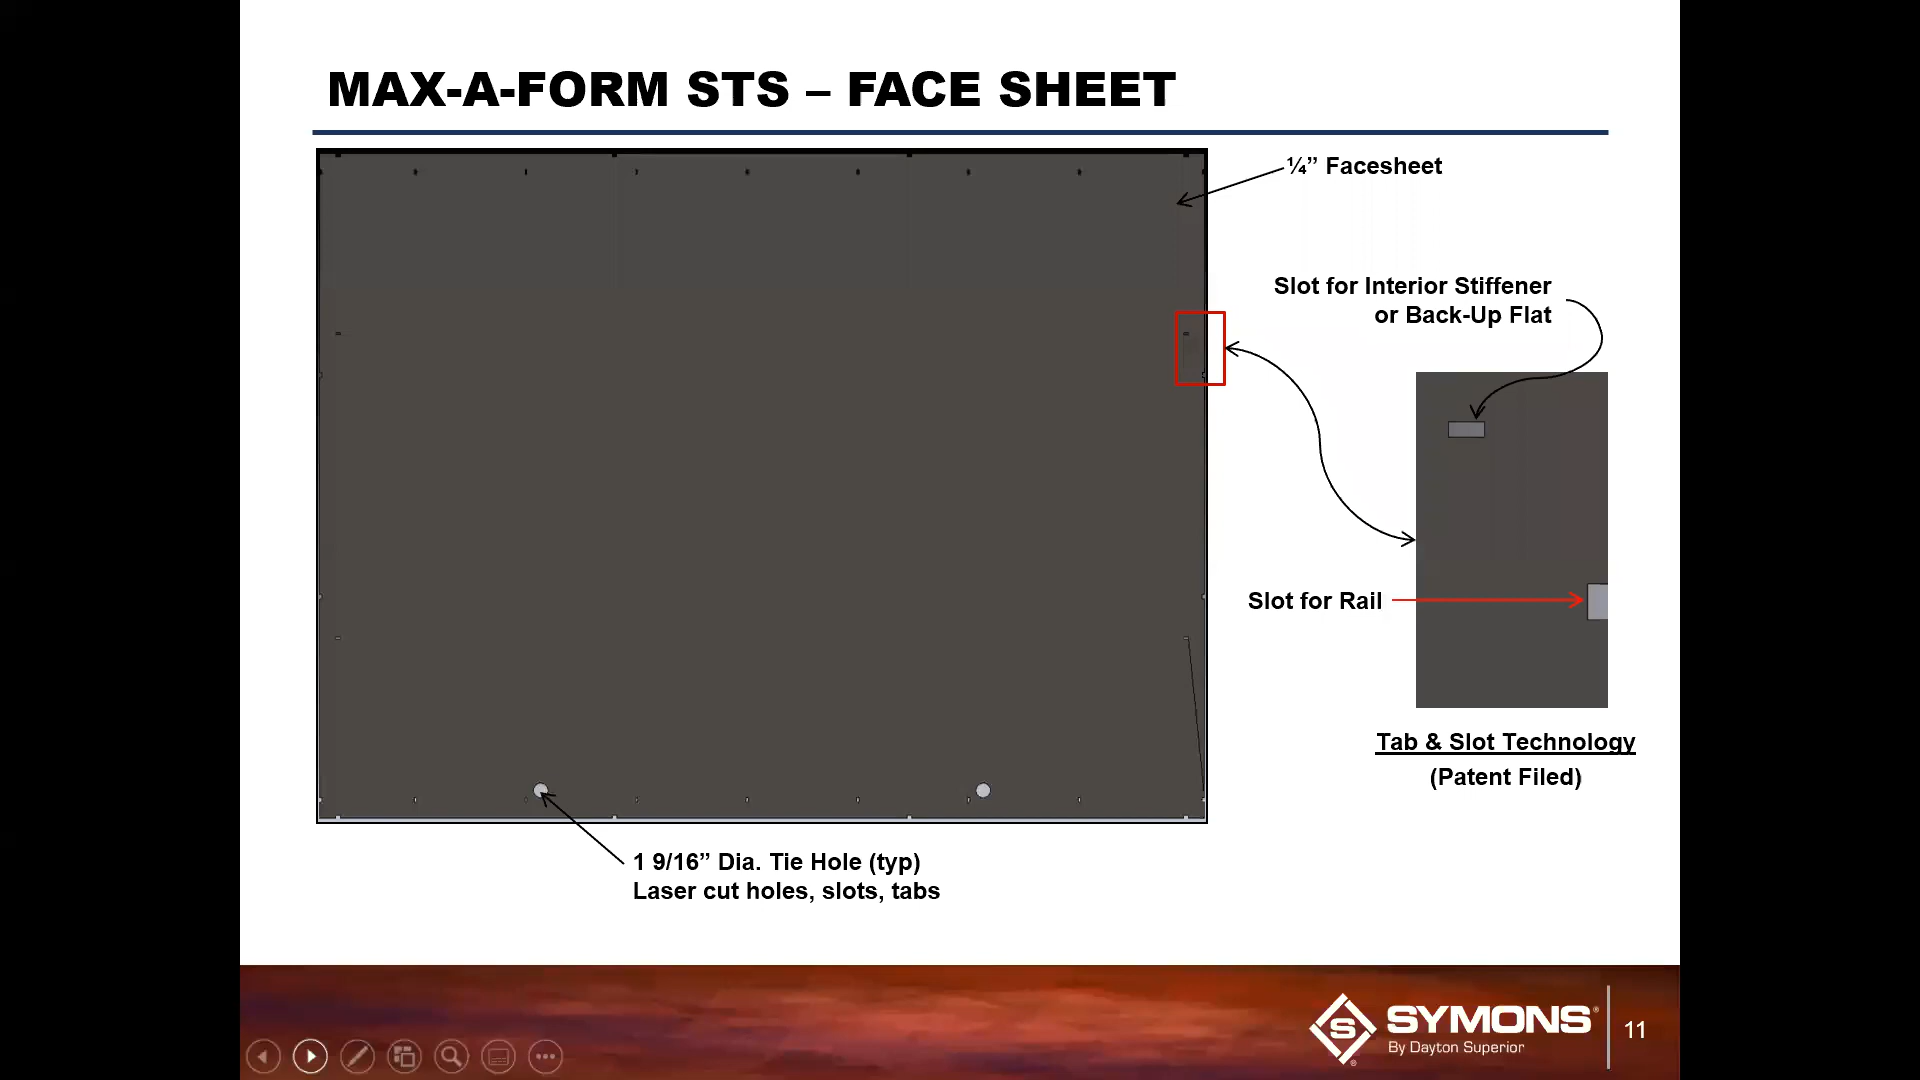 MAX-A-FORM STS – FACE SHEET
¼” Facesheet
Slot for Interior Stiffener
or Back-Up Flat
Slot for Rail
Tab & Slot Technology
(Patent Filed)
1 9/16” Dia. Tie Hole (typ)
Laser cut holes, slots, tabs
S SYMONS®
By Dayton Superior
11